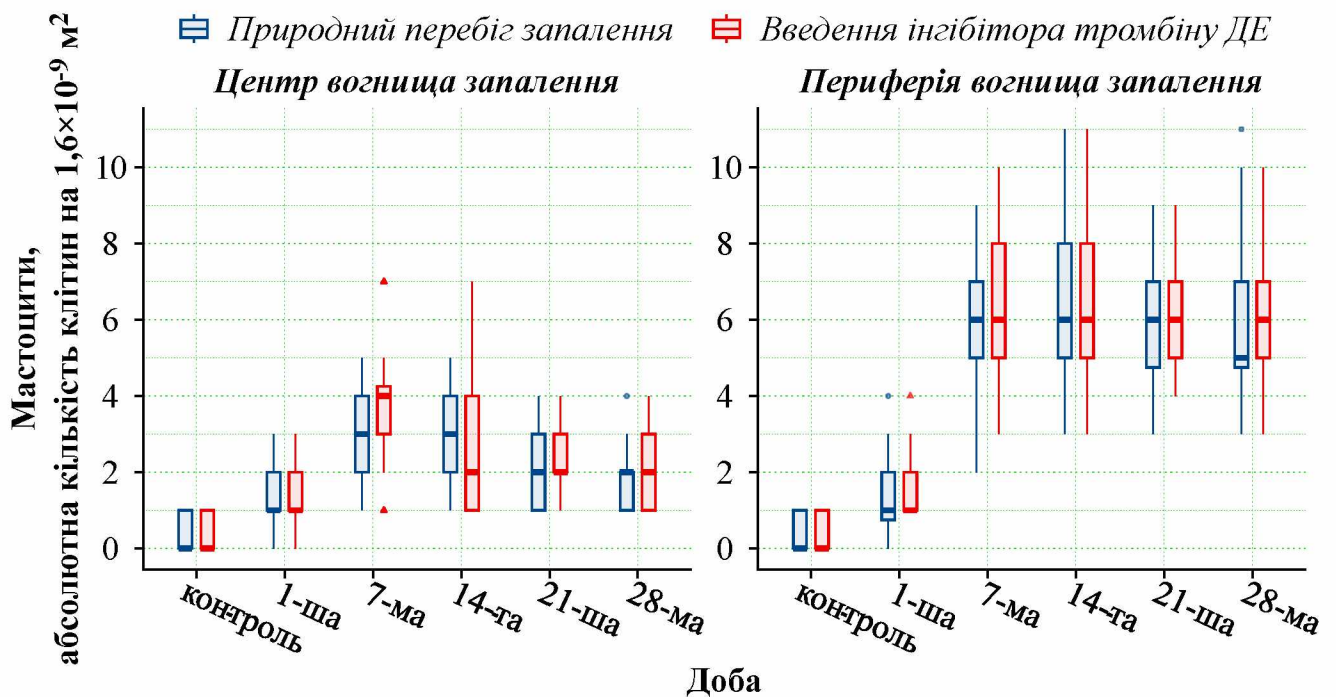 Природний перебіг запалення
Введення інгібітора тромбіну ДЕ
Центр вогнища запалення
Периферія вогнища запалення
Мастоцити,
абсолютна кількість клітин на 1,6×10⁻⁹ м²
10
8
6
4
2
0
контроль
1-ша
7-ма
14-та
21-ша
28-ма
10
8
6
4
2
0
контроль
1-ша
7-ма
14-та
21-ша
28-ма
Доба